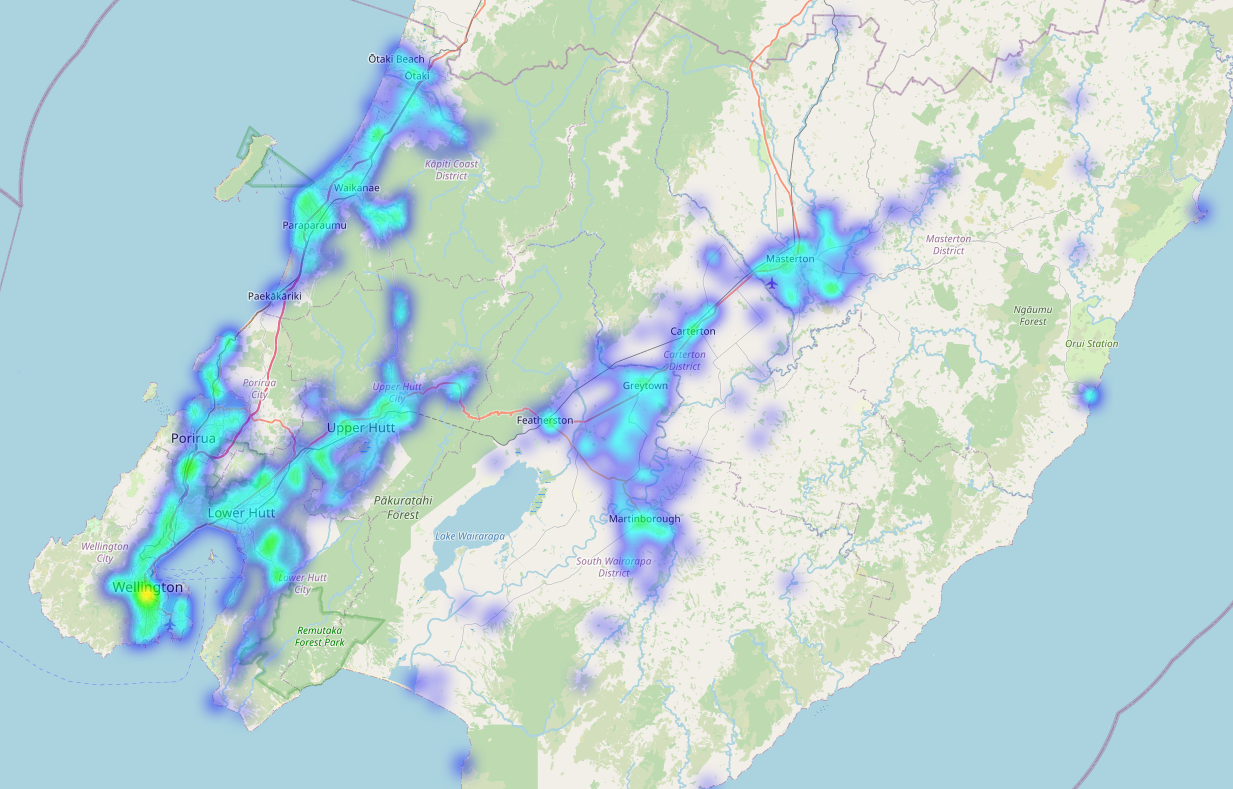 Ōtaki Beach
Ōtaki
Kāpiti Coast
District
Waikanae
Paraparaumu
Masterton
District
Masterton
Paekākāriki
Ngāumu
Forest
Carterton
Orui Station
Carterton
District
Porirua
City
Upper Hutt
City
Greytown
Featherston
Upper Hutt
Porirua
Pākuratahi
Forest
Lower Hutt
Martinborough
Lake Wairarapa
Wellington
City
South Wairarapa
District
Lower Hutt
City
Wellington
Remutaka
Forest Park